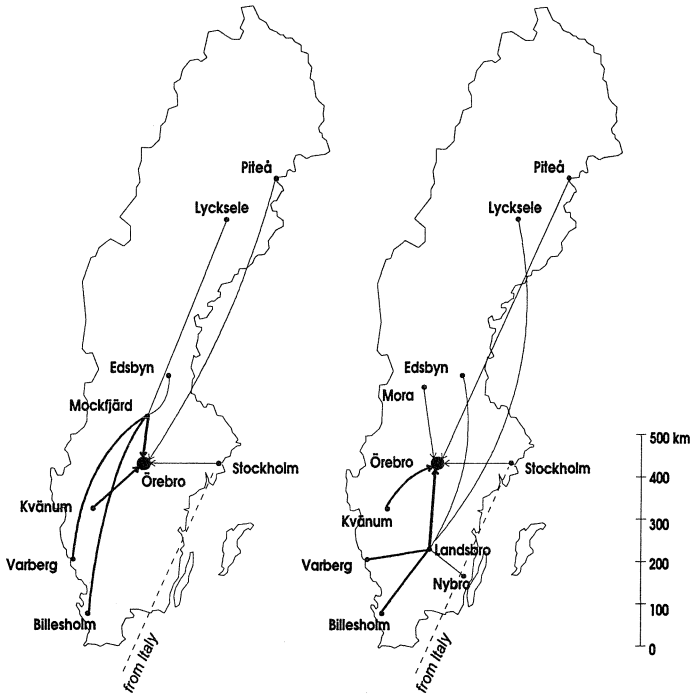 Piteå
Lycksele
Edsbyn
Mockfjärd
Örebro
Stockholm
Kvänum
Varberg
Billesholm
from Italy
Piteå
Lycksele
Edsbyn
Mora
Örebro
Stockholm
Kvänum
Landsbro
Varberg
Nybro
Billesholm
from Italy
500 km
400
300
200
100
0